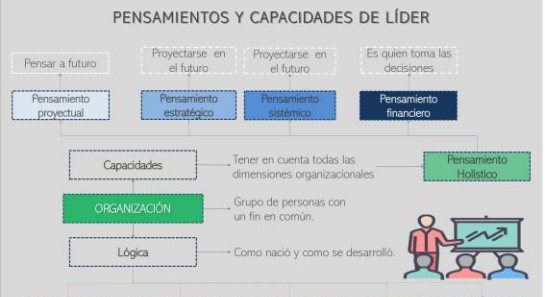 PENSAMIENTOS Y CAPACIDADES DE LÍDER
Pensar a futuro
Proyectarse en
el futuro
Proyectarse en
el futuro
Es quien toma las
decisiones
Pensamiento
proyectual
Pensamiento
estratégico
Pensamiento
sistémico
Pensamiento
financiero
Capacidades
Tener en cuenta todas las
dimensiones organizacionales
Pensamiento
Holístico
ORGANIZACIÓN
Grupo de personas con
un fin en común.
Lógica
Como nació y como se desarrolló.